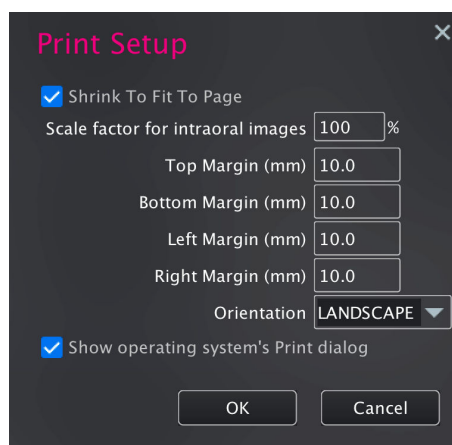 Print Setup
Shrink To Fit To Page
Scale factor for intraoral images 100 %
Top Margin (mm) 10.0
Bottom Margin (mm) 10.0
Left Margin (mm) 10.0
Right Margin (mm) 10.0
Orientation LANDSCAPE
Show operating system's Print dialog
OK Cancel